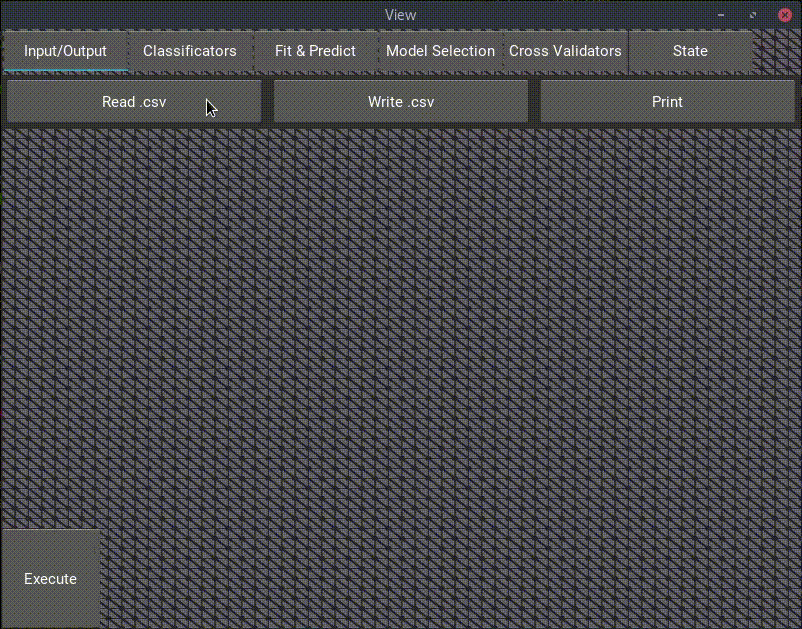 View
Input/Output Classificators Fit & Predict Model Selection Cross Validators State
Read .csv Write .csv Print
Execute